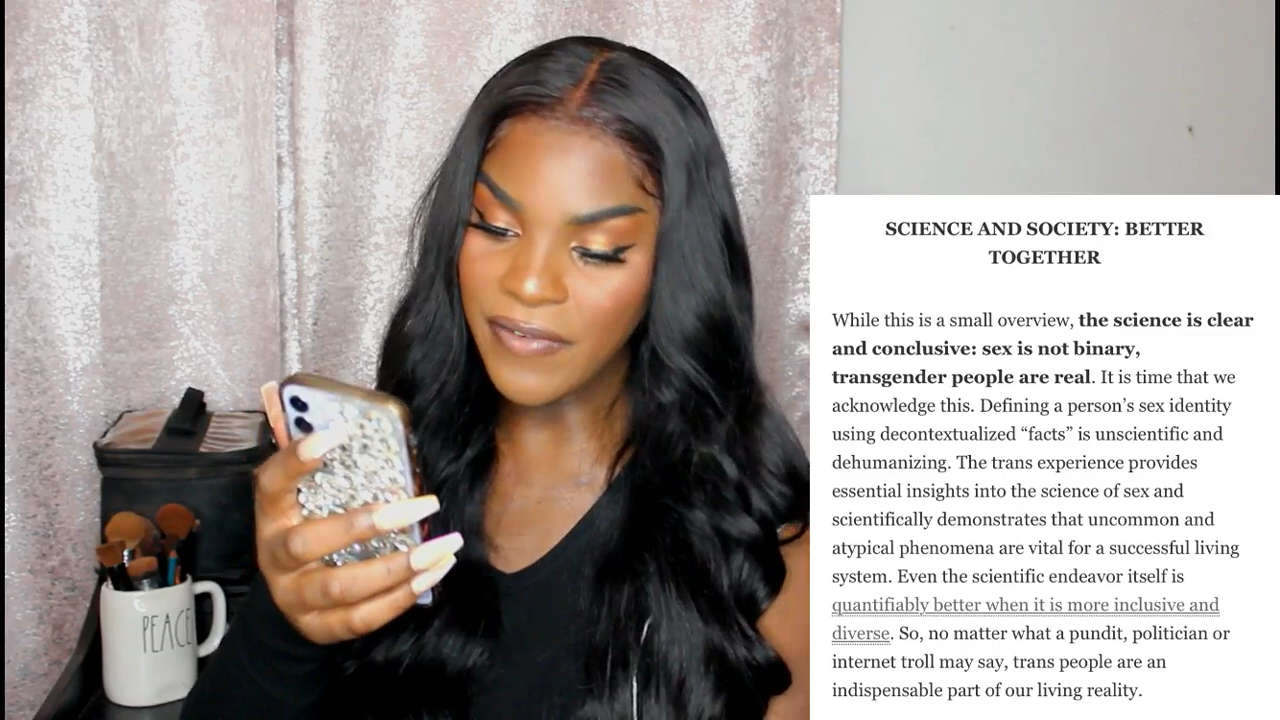 PEACE
SCIENCE AND SOCIETY: BETTER
TOGETHER
While this is a small overview, the science is clear
and conclusive: sex is not binary,
transgender people are real. It is time that we
acknowledge this. Defining a person’s sex identity
using decontextualized “facts” is unscientific and
dehumanizing. The trans experience provides
essential insights into the science of sex and
scientifically demonstrates that uncommon and
atypical phenomena are vital for a successful living
system. Even the scientific endeavor itself is
quantifiably better when it is more inclusive and
diverse. So, no matter what a pundit, politician or
internet troll may say, trans people are an
indispensable part of our living reality.